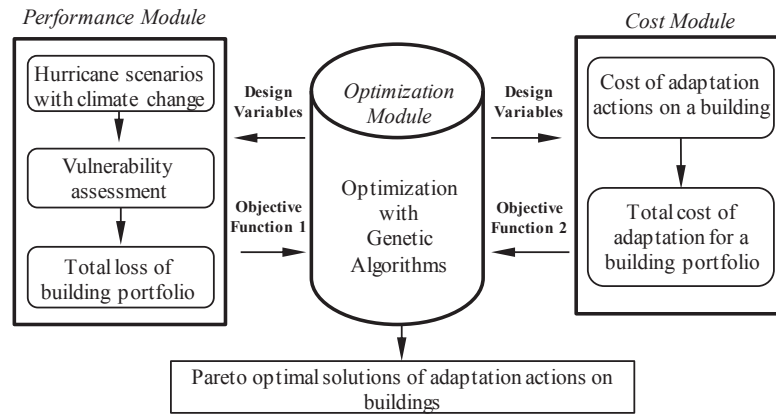 Performance Module
Hurricane scenarios
with climate change
Vulnerability
assessment
Total loss of
building portfolio
Design
Variables
Objective
Function 1
Optimization
Module
Optimization
with
Genetic
Algorithms
Design
Variables
Objective
Function 2
Cost Module
Cost of adaptation
actions on a building
Total cost of
adaptation for a
building portfolio
Pareto optimal solutions of adaptation actions on
buildings